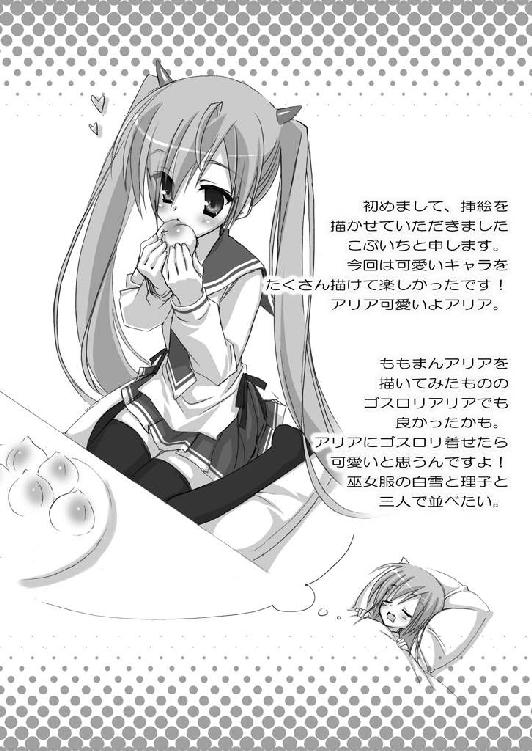 初めまして、挿絵を
描かせていただきました
こぶいちと申します。
今回は可愛いキャラを
たくさん描けて楽しかったです！
アリア可愛いよアリア。
ももまんアリアを
描いてみたものの
ゴスロリアリアでも
良かったかも。
アリアにゴスロリ着せたら
可愛いと思うんですよ！
巫女服の白雪と理子と
三人で並べたい。